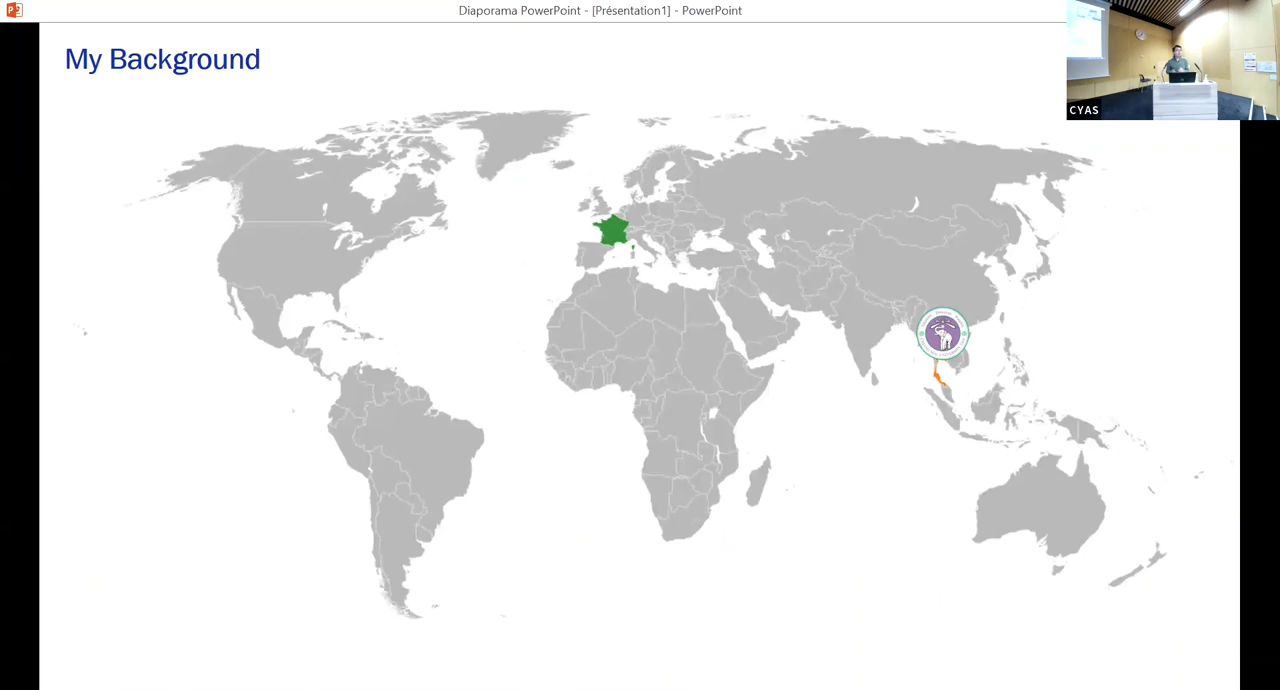 Diaporama PowerPoint - [Présentation1] - PowerPoint
My Background
CYAS